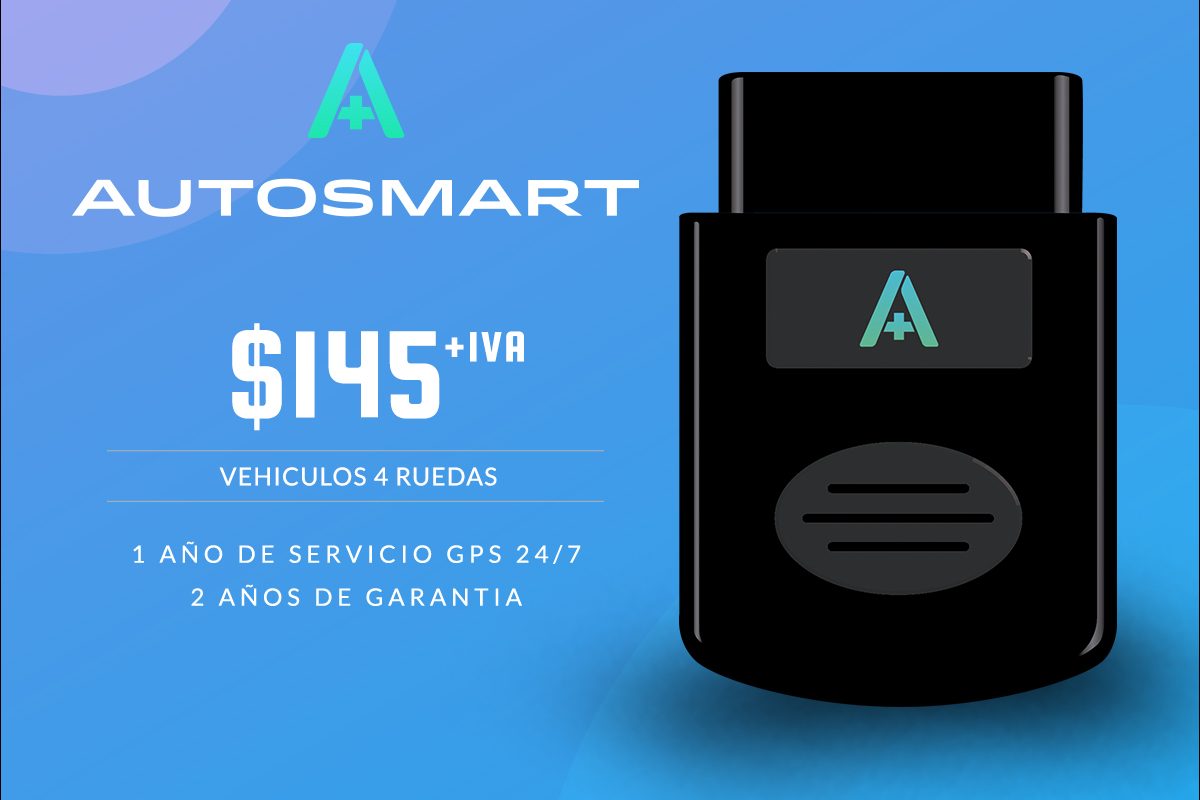 AUTOSMART
$145 +IVA
VEHICULOS 4 RUEDAS
1 AÑO DE SERVICIO GPS 24/7
2 AÑOS DE GARANTIA